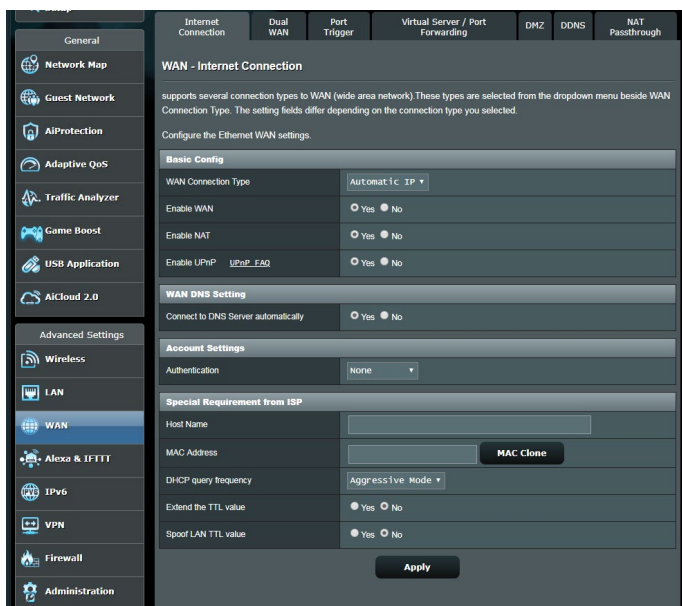 General
Network Map
Guest Network
AiProtection
Adaptive QoS
Traffic Analyzer
Game Boost
USB Application
AiCloud 2.0
Advanced Settings
Wireless
LAN
WAN
Alexa & IFTTT
IPv6
VPN
Firewall
Administration
Internet Connection
Dual WAN
Port Trigger
Virtual Server / Port Forwarding
DMZ
DDNS
NAT Passthrough
WAN - Internet Connection
supports several connection types to WAN (wide area network).These types are selected from the dropdown menu beside WAN
Connection Type. The setting fields differ depending on the connection type you selected.
Configure the Ethernet WAN settings.
Basic Config
WAN Connection Type Automatic IP
Enable WAN Yes No
Enable NAT Yes No
Enable UPnP UPnP FAQ Yes No
WAN DNS Setting
Connect to DNS Server automatically Yes No
Account Settings
Authentication None
Special Requirement from ISP
Host Name
MAC Address MAC Clone
DHCP query frequency Aggressive Mode
Extend the TTL value Yes No
Spoof LAN TTL value Yes No
Apply